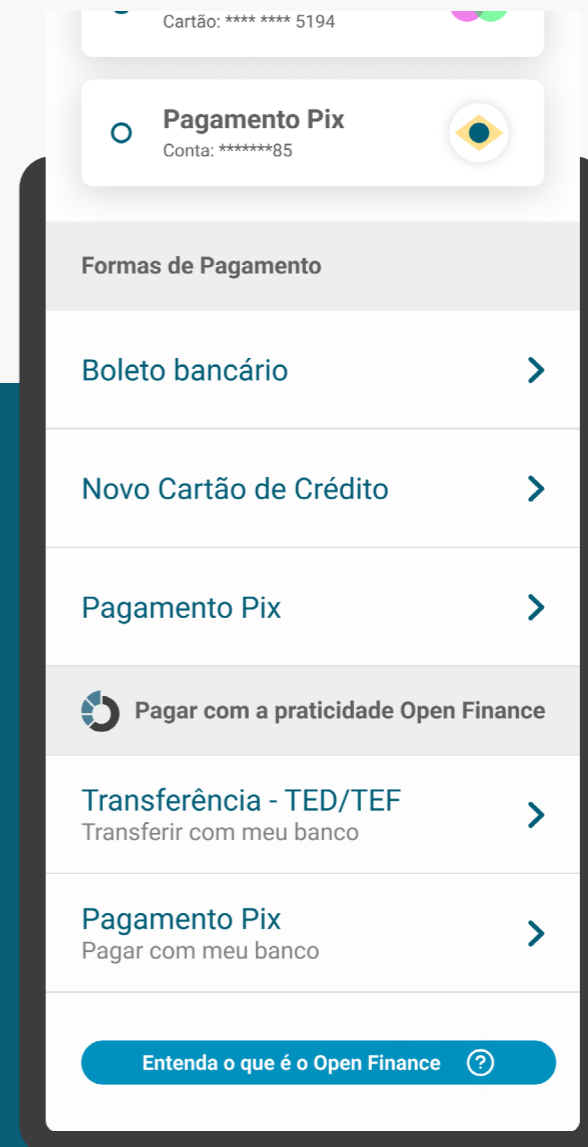 Cartão: **** **** 5194
Pagamento Pix
Conta: *******85
Formas de Pagamento
Boleto bancário
Novo Cartão de Crédito
Pagamento Pix
Pagar com a praticidade Open Finance
Transferência - TED/TEF
Transferir com meu banco
Pagamento Pix
Pagar com meu banco
Entenda o que é o Open Finance ?